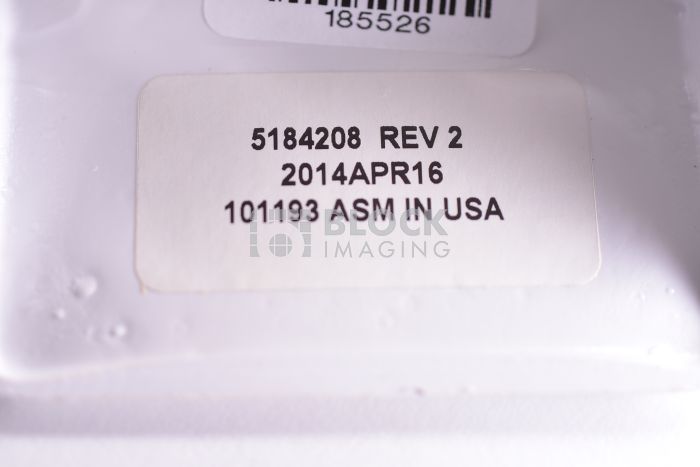 185526
5184208 REV 2
2014APR16
101193 ASM IN USA
BLOCK
IMAGING